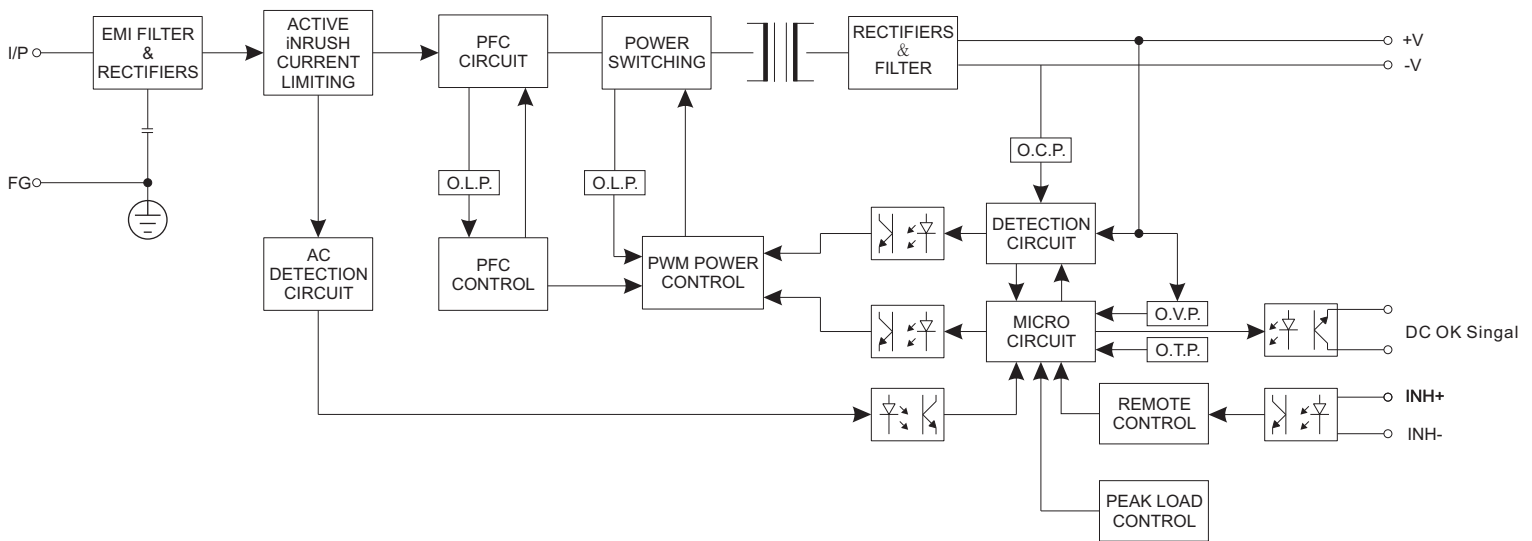 I/P
EMI FILTER
&
RECTIFIERS
ACTIVE
iNRUSH
CURRENT
LIMITING
PFC
CIRCUIT
POWER
SWITCHING
RECTIFIERS
&
FILTER
+V
-V
FG
O.L.P.
O.L.P.
O.C.P.
AC
DETECTION
CIRCUIT
PFC
CONTROL
PWM POWER
CONTROL
DETECTION
CIRCUIT
MICRO
CIRCUIT
O.V.P.
O.T.P.
DC OK Singal
REMOTE
CONTROL
INH+
INH-
PEAK LOAD
CONTROL